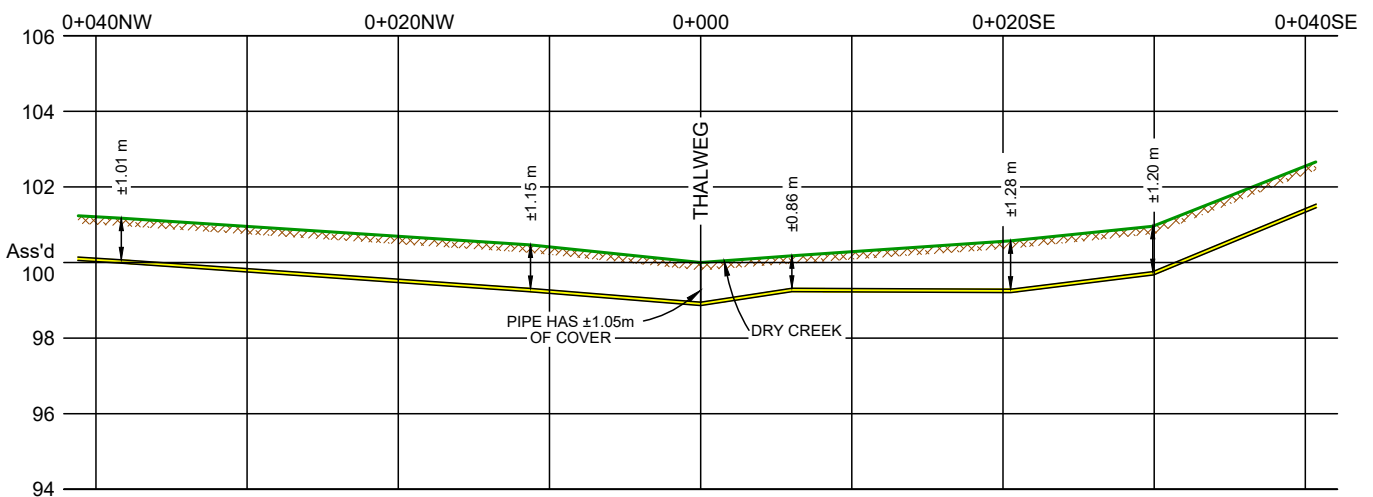 0+040NW
0+020NW
0+000
0+020SE
0+040SE
106
104
102
Ass'd
100
98
96
94
±1.01 m
±1.15 m
THALWEG
±0.86 m
±1.28 m
±1.20 m
PIPE HAS ±1.05m
OF COVER
DRY CREEK